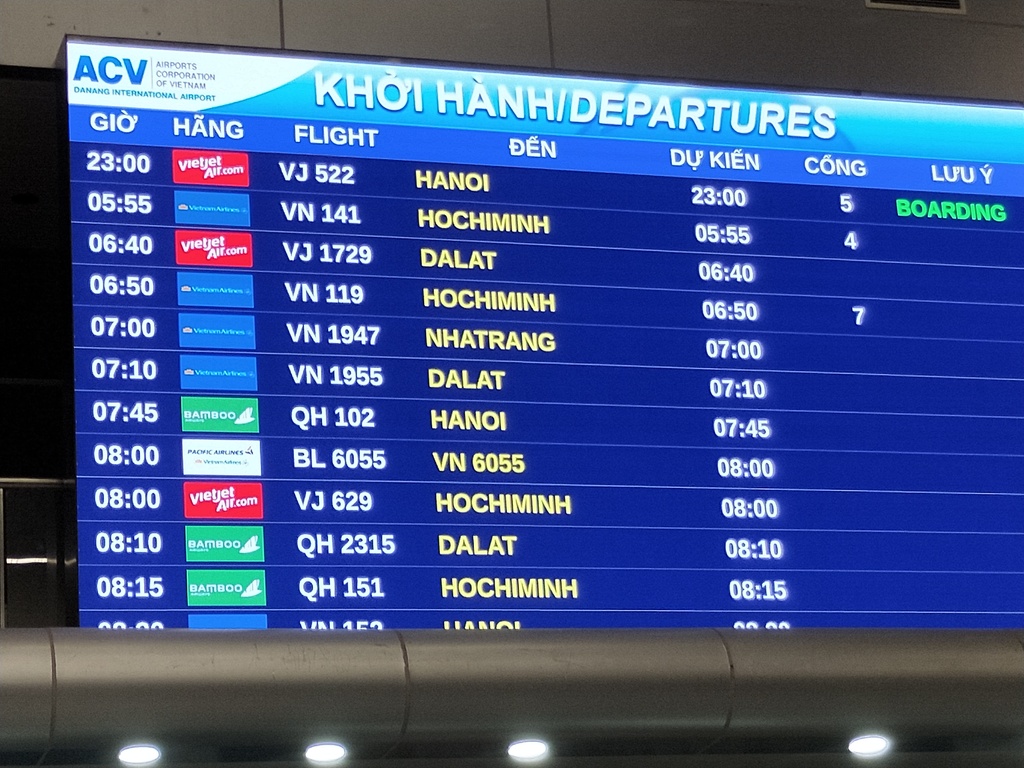 ACV AIRPORTS CORPORATION OF VIETNAM
DANANG INTERNATIONAL AIRPORT
KHỞI HÀNH/DEPARTURES
GIỜ HÃNG FLIGHT ĐẾN DỰ KIẾN CỔNG LƯU Ý
23:00 vietjet Air.com VJ 522 HANOI 23:00 5 BOARDING
05:55 Vietnam Airlines VN 141 HOCHIMINH 05:55 4
06:40 vietjet Air.com VJ 1729 DALAT 06:40
06:50 Vietnam Airlines VN 119 HOCHIMINH 06:50 7
07:00 Vietnam Airlines VN 1947 NHATRANG 07:00
07:10 Vietnam Airlines VN 1955 DALAT 07:10
07:45 BAMBOO AIRWAYS QH 102 HANOI 07:45
08:00 PACIFIC AIRLINES Vietnam Airlines BL 6055 VN 6055 08:00
08:00 vietjet Air.com VJ 629 HOCHIMINH 08:00
08:10 BAMBOO AIRWAYS QH 2315 DALAT 08:10
08:15 BAMBOO AIRWAYS QH 151 HOCHIMINH 08:15
VN 152 HANOI